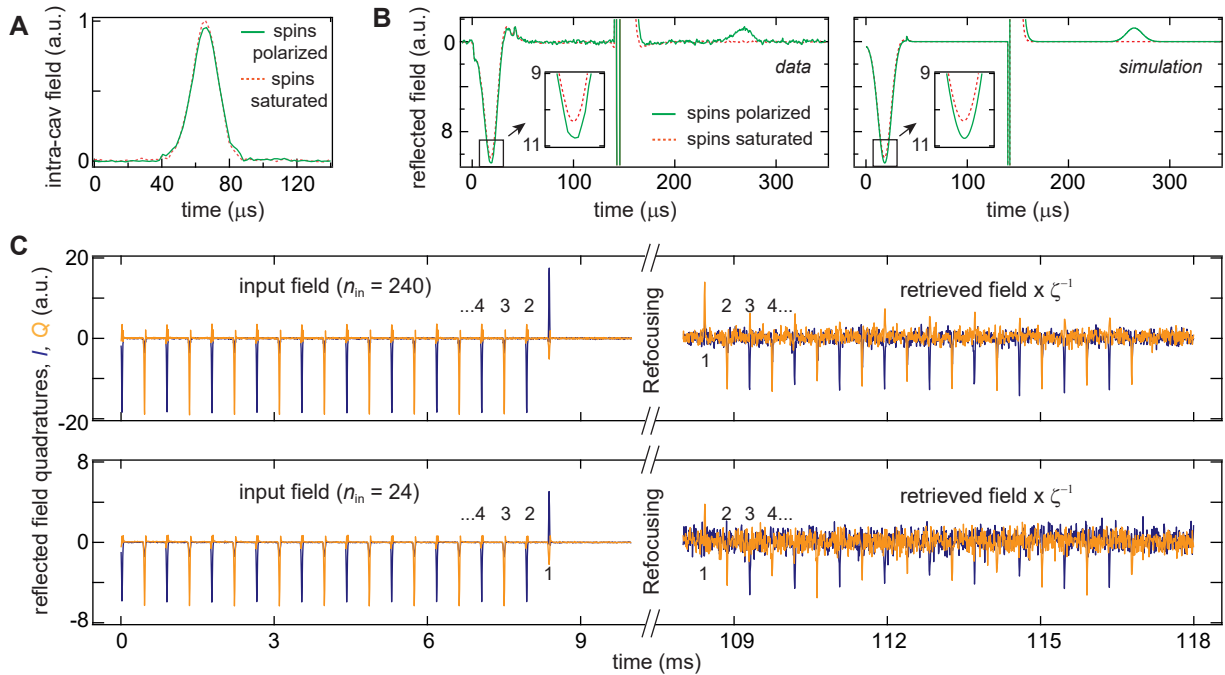 A
intra-cav field (a.u.)
1
0
spins
polarized
spins
saturated
0 40 80 120
time (μs)
B
reflected field (a.u.)
0
8
data
9
11
spins polarized
spins saturated
0 100 200 300
time (μs)
simulation
9
11
0 100 200 300
time (μs)
C
reflected field quadratures, I, Q (a.u.)
20
0
-20
input field (nin = 240)
...4 3 2
Refocusing
retrieved field x ζ⁻¹
2 3 4...
1
8
0
-8
input field (nin = 24)
...4 3 2
1
Refocusing
retrieved field x ζ⁻¹
2 3 4...
1
0 3 6 9 109 112 115 118
time (ms)